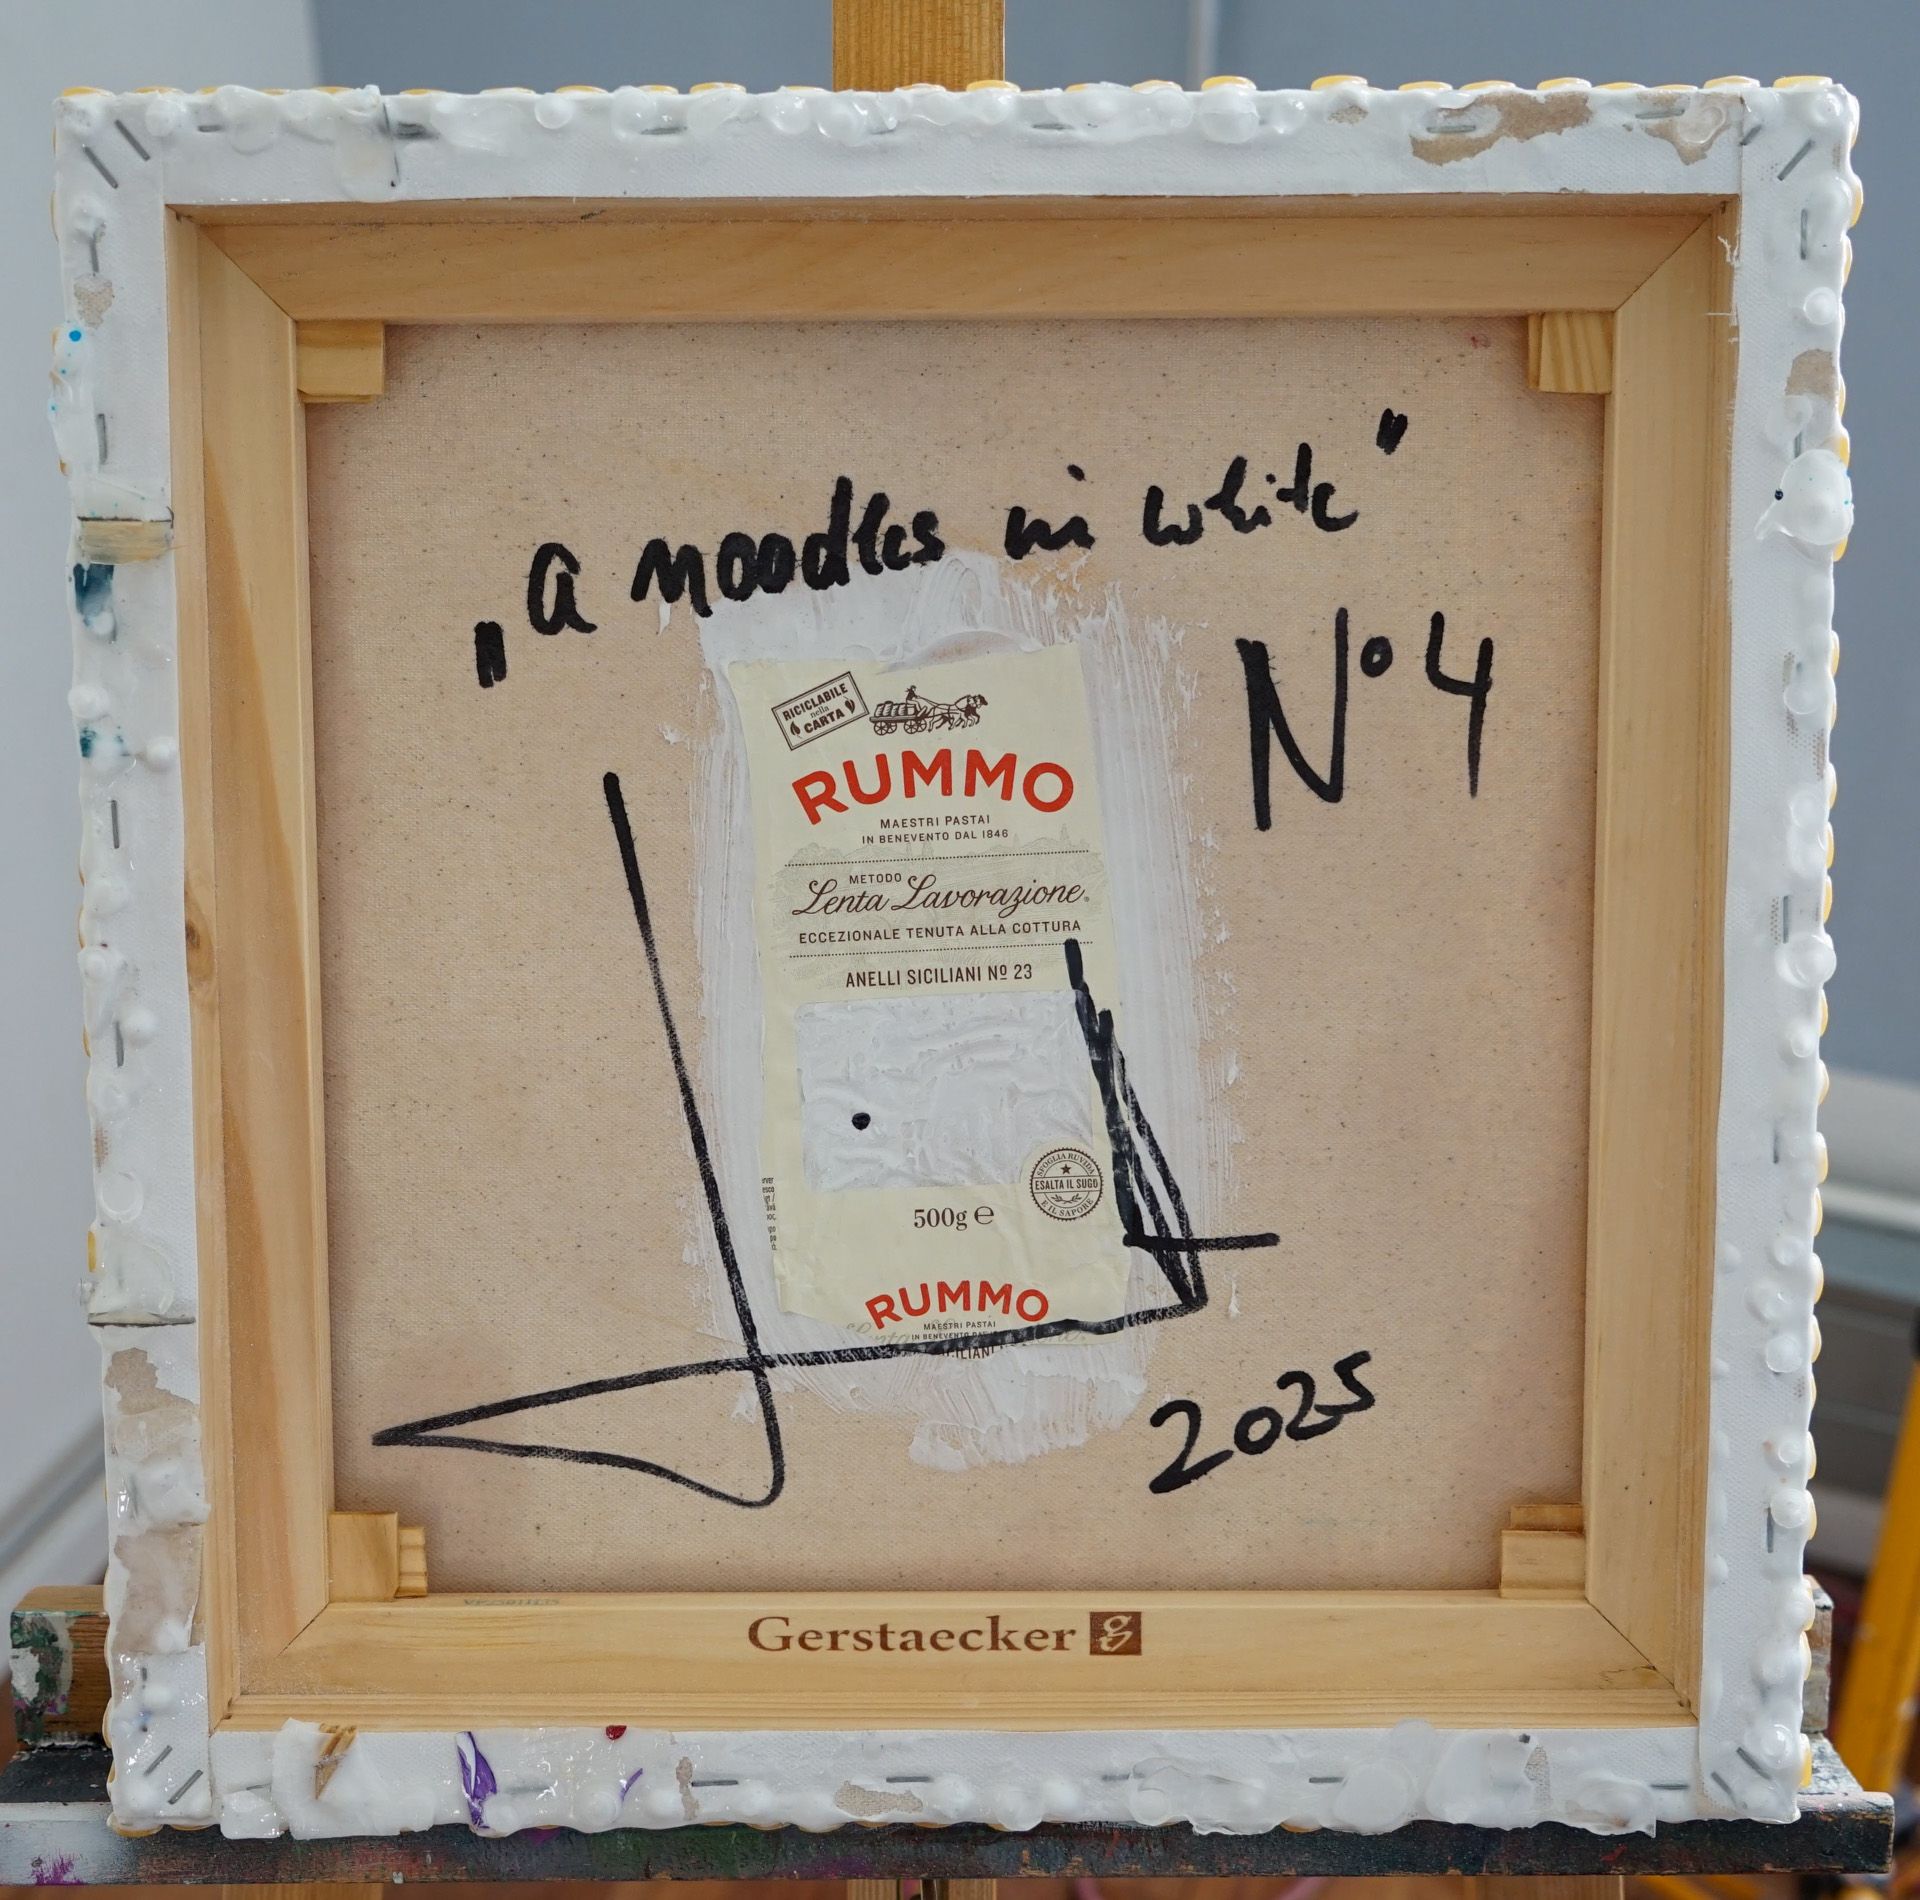 „a noodles in white"
N° 4
RICICLABILE
nella
CARTA
RUMMO
MAESTRI PASTAI
IN BENEVENTO DAL 1846
METODO
Lenta Lavorazione®
ECCEZIONALE TENUTA ALLA COTTURA
ANELLI SICILIANI Nº 23
SFOGLIA RUVIDA
ESALTA IL SUGO
E IL SAPORE
500g ℮
RUMMO
MAESTRI PASTAI
IN BENEVENTO
2025
Gerstaecker g